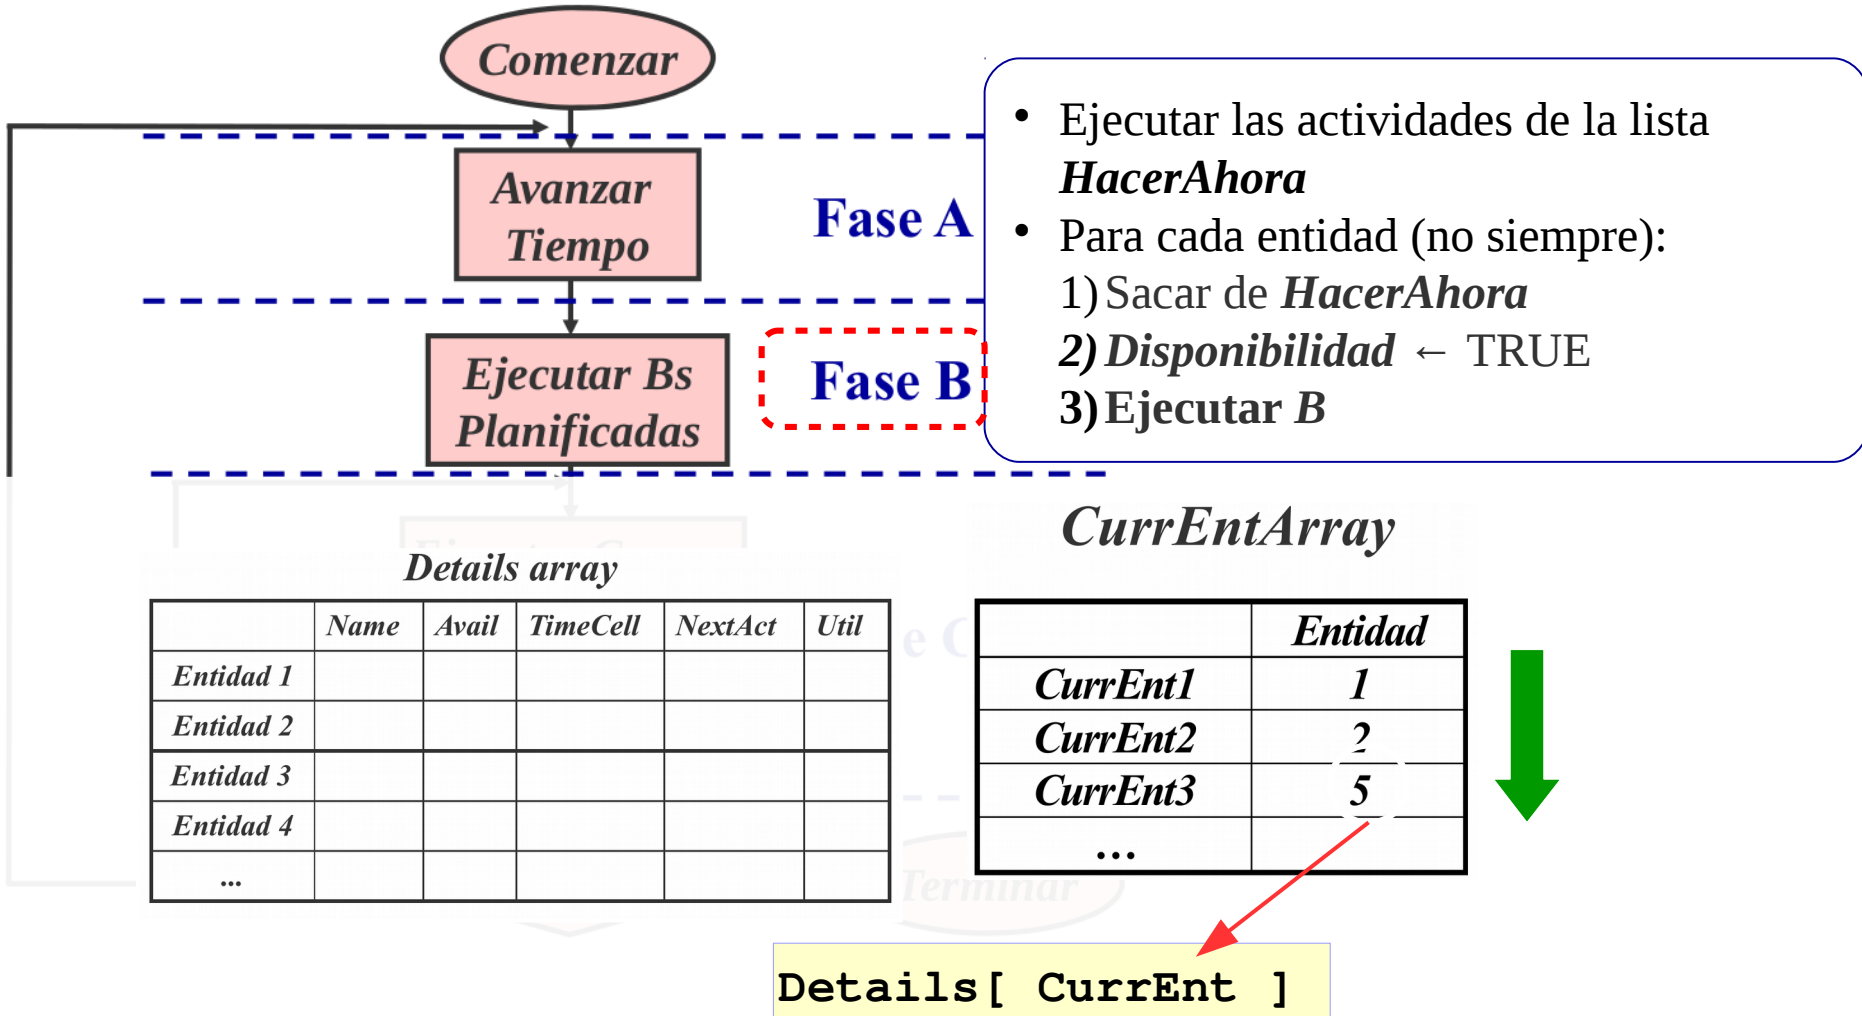 Comenzar
Avanzar
Tiempo
Fase A
Ejecutar Bs
Planificadas
Fase B
• Ejecutar las actividades de la lista
HacerAhora
• Para cada entidad (no siempre):
1) Sacar de HacerAhora
2) Disponibilidad ← TRUE
3) Ejecutar B
Details array
Name Avail TimeCell NextAct Util
Entidad 1
Entidad 2
Entidad 3
Entidad 4
...
e C
CurrEntArray
Entidad
CurrEnt1 1
CurrEnt2 2
CurrEnt3 5
...
Terminar
Details[ CurrEnt ]